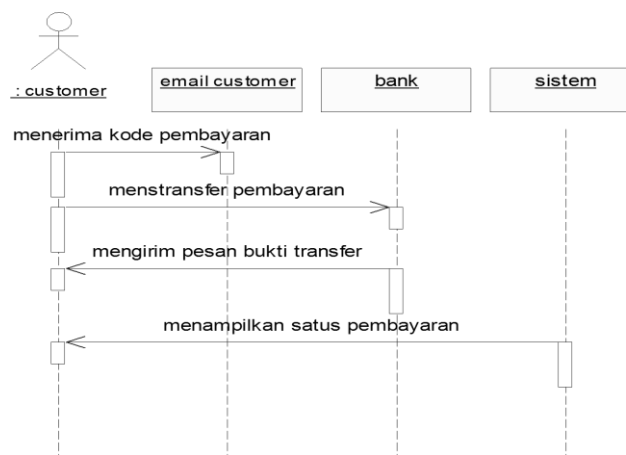 : customer
email customer
bank
sistem
menerima kode pembayaran
menstransfer pembayaran
mengirim pesan bukti transfer
menampilkan satus pembayaran